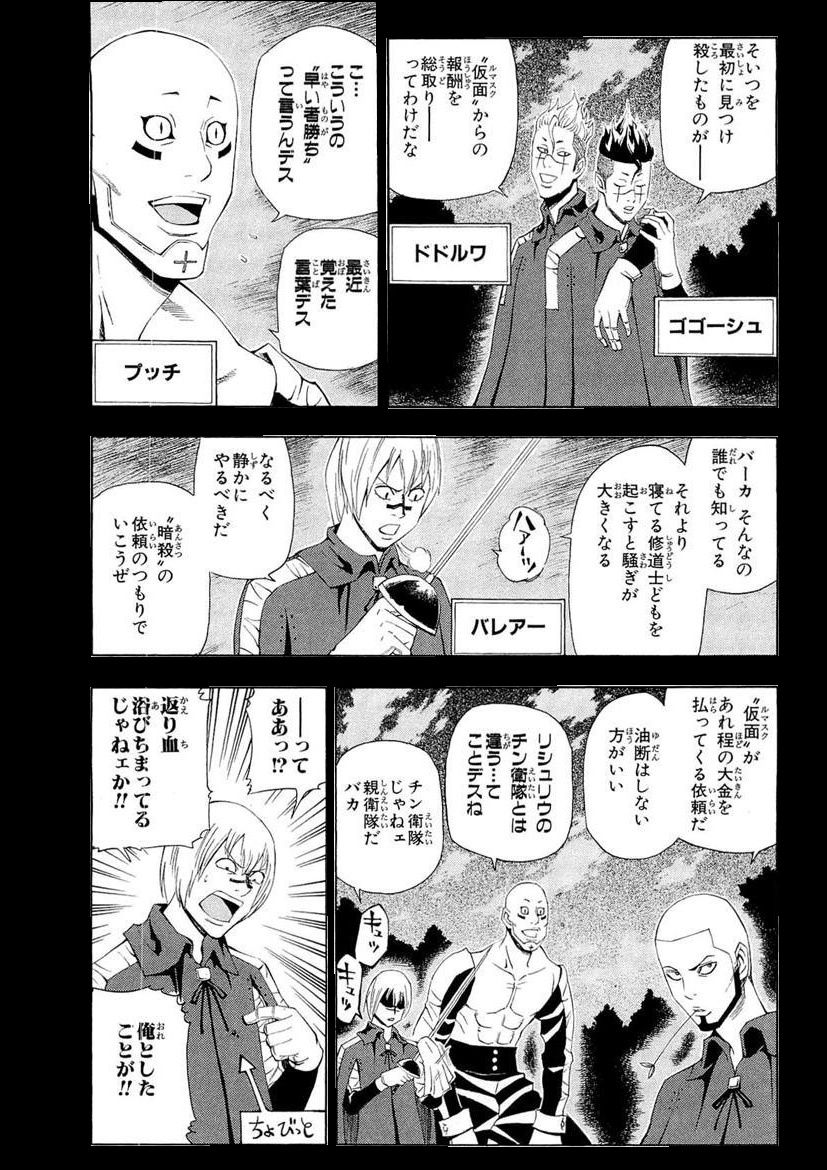 そいつを
最初に見つけ
殺したものが――
"仮面"からの
報酬を
総取り――
ってわけだな
ドドルワ
ゴゴーシュ
こ…
こういうの
"早い者勝ち"
って言うんデス
最近
覚えた
言葉デス
プッチ
バーカ そんなの
誰でも知ってる
それより
寝てる修道士どもを
起こすと騒ぎが
大きくなる
ハァーッ
バレアー
なるべく
静かに
やるべきだ
"暗殺"の
依頼のつもりで
いこうぜ
"仮面"が
あれ程の大金を
払ってくる依頼だ
油断はしない
方がいい
リシュリウの
チン衛隊とは
違う…て
ことデスね
チン衛隊
じゃねェ
親衛隊だ
バカ
キュッ
キュッ
――って
ああっ!?
返り血
浴びちまってる
じゃねェか!!
俺とした
ことが!!
ちょびっと